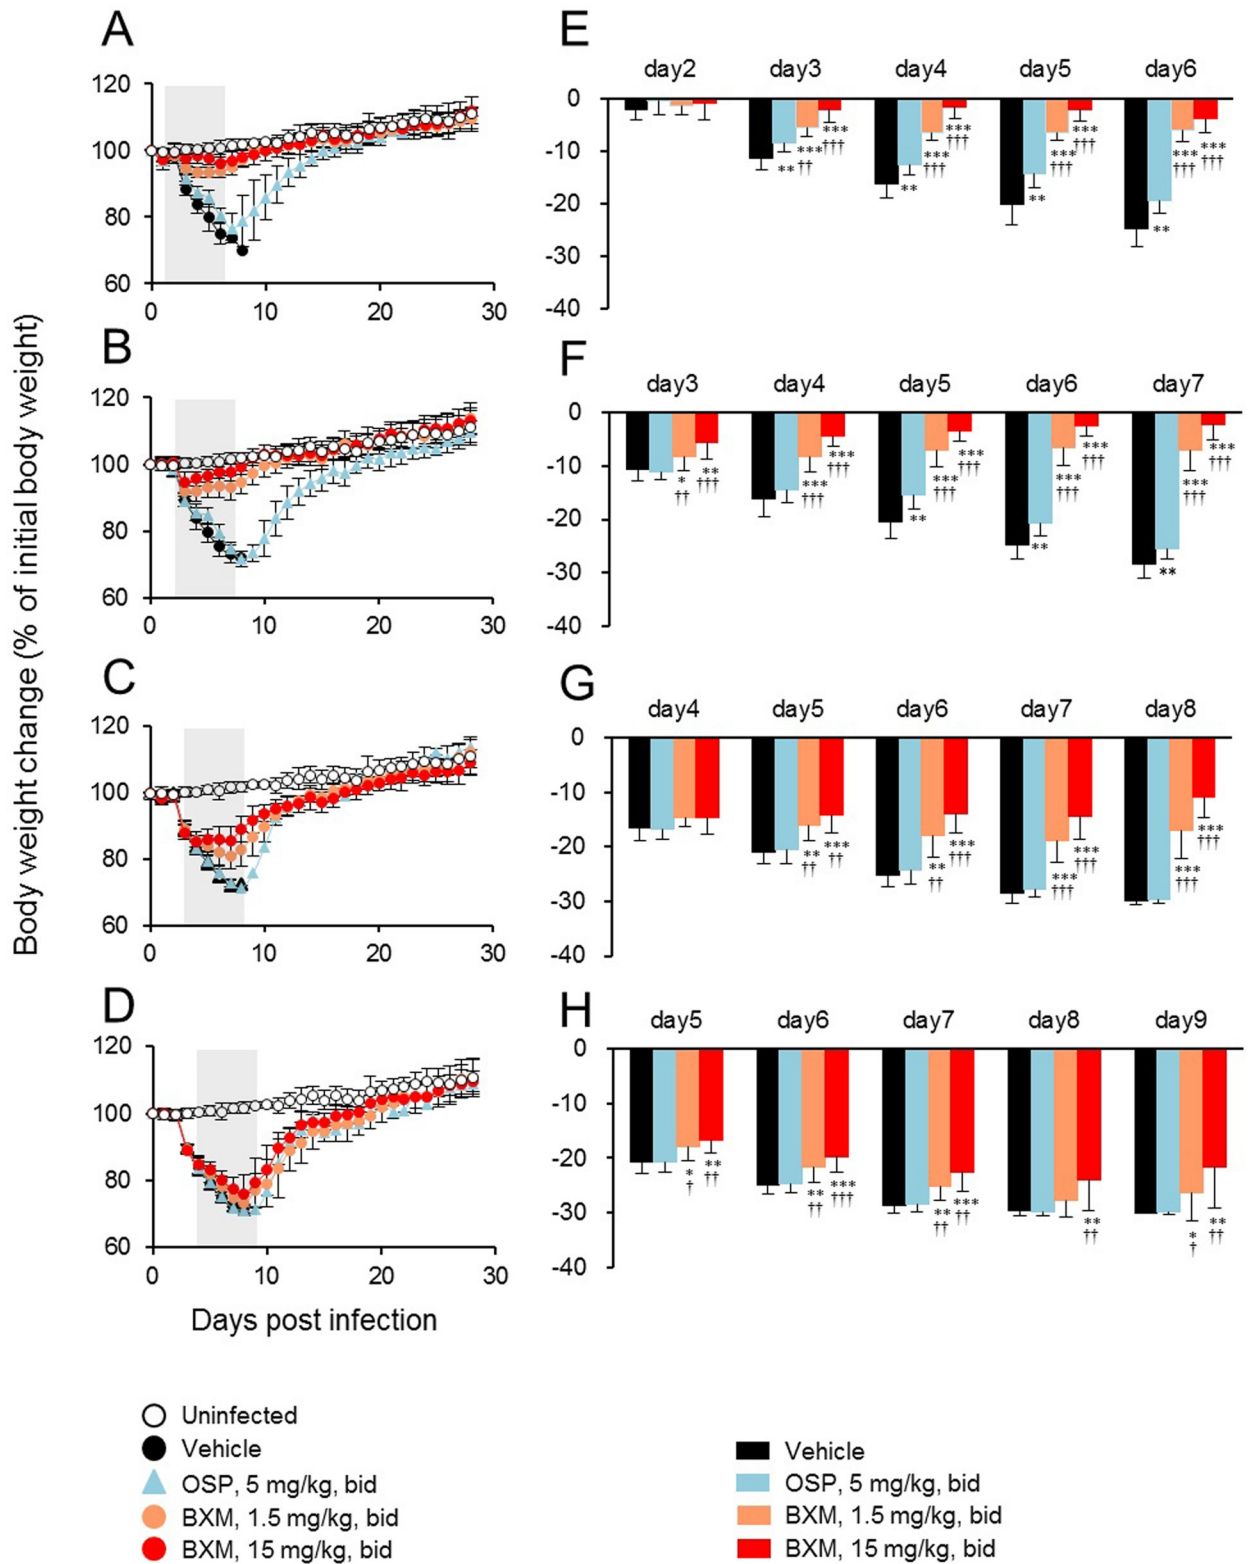 Body weight change (% of initial body weight)
A
120
100
80
60
0 10 20 30
B
120
100
80
60
0 10 20 30
C
120
100
80
60
0 10 20 30
D
120
100
80
60
0 10 20 30
Days post infection
Uninfected
Vehicle
OSP, 5 mg/kg, bid
BXM, 1.5 mg/kg, bid
BXM, 15 mg/kg, bid
E
day2 day3 day4 day5 day6
0
-10
-20
-30
-40
** *** †† *** ††† ** *** ††† *** ††† ** *** ††† *** ††† ** *** ††† *** †††
F
day3 day4 day5 day6 day7
0
-10
-20
-30
-40
* †† ** ††† *** ††† *** ††† ** *** ††† *** ††† ** *** ††† *** ††† ** *** ††† *** †††
G
day4 day5 day6 day7 day8
0
-10
-20
-30
-40
** †† *** †† ** †† *** ††† *** ††† *** ††† *** ††† *** †††
H
day5 day6 day7 day8 day9
0
-10
-20
-30
-40
* † ** †† ** †† *** ††† ** †† *** †† ** †† * † ** ††
Vehicle
OSP, 5 mg/kg, bid
BXM, 1.5 mg/kg, bid
BXM, 15 mg/kg, bid